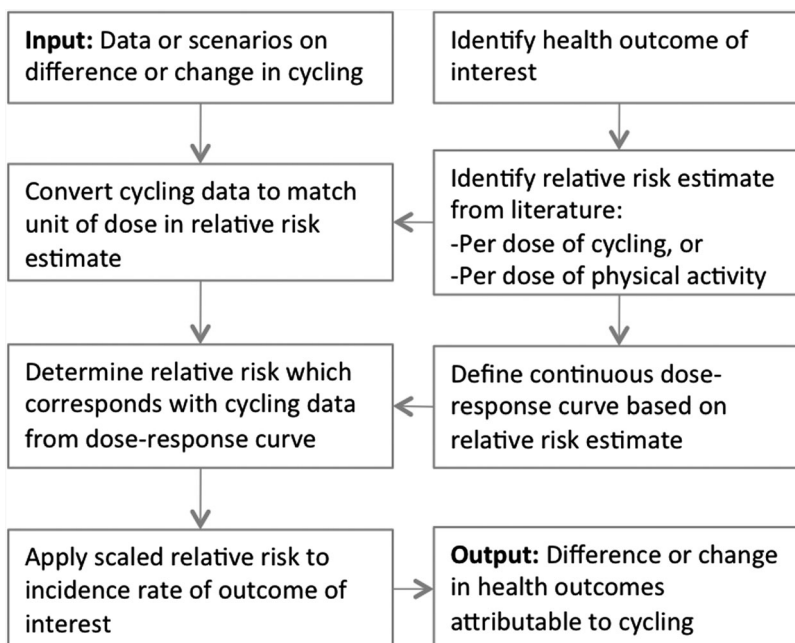 Input: Data or scenarios on
difference or change in cycling
Identify health outcome of
interest
Convert cycling data to match
unit of dose in relative risk
estimate
Identify relative risk estimate
from literature:
-Per dose of cycling, or
-Per dose of physical activity
Determine relative risk which
corresponds with cycling data
from dose-response curve
Define continuous dose-
response curve based on
relative risk estimate
Apply scaled relative risk to
incidence rate of outcome of
interest
Output: Difference or change
in health outcomes
attributable to cycling